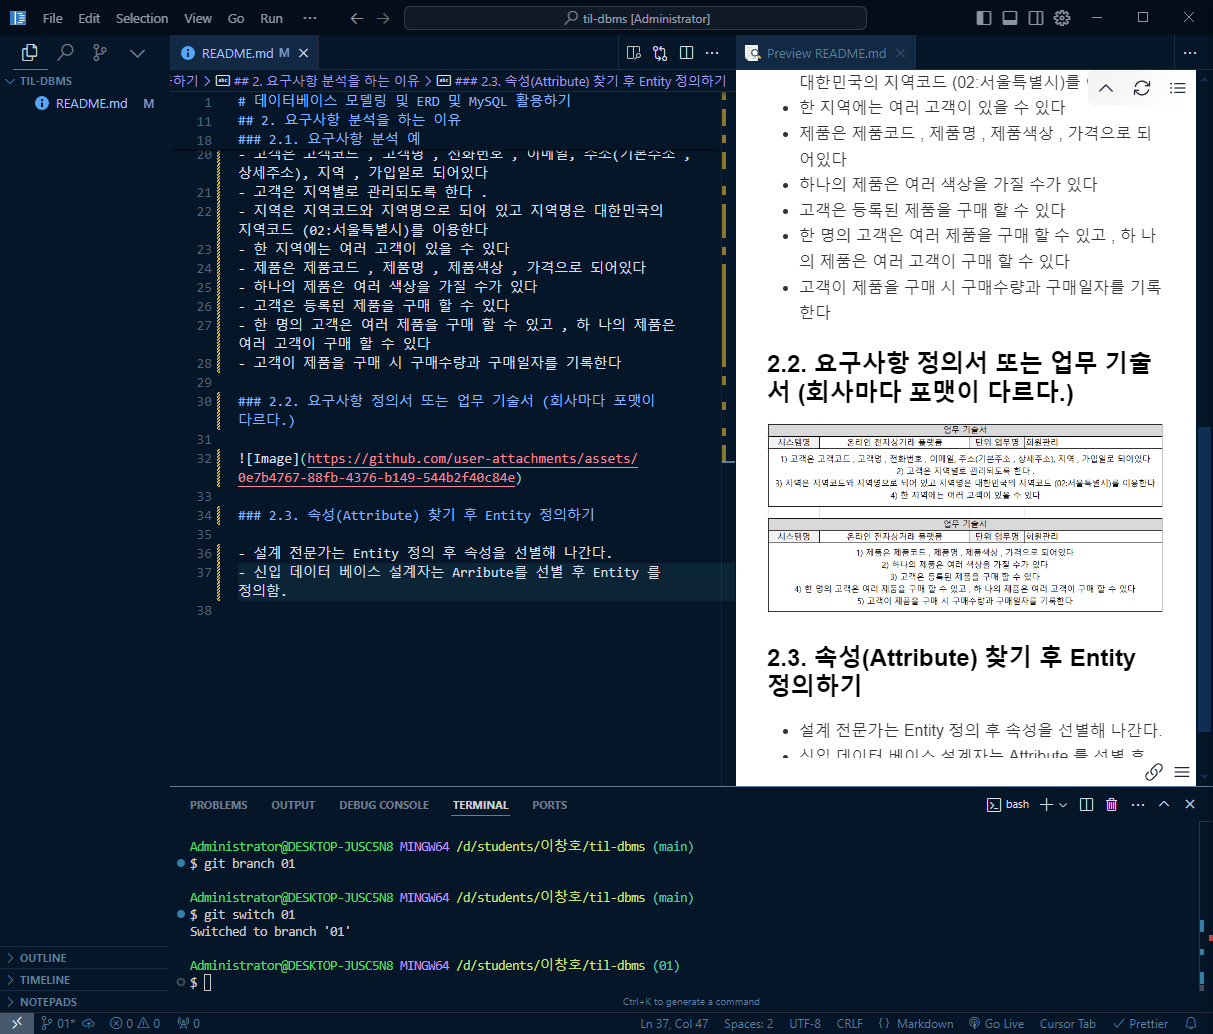 File Edit Selection View Go Run ··· ← → til-dbms [Administrator]
README.md M ×
Preview README.md ×
TIL-DBMS
README.md M
하기 > ## 2. 요구사항 분석을 하는 이유 > ### 2.3. 속성(Attribute) 찾기 후 Entity 정의하기
1 # 데이터베이스 모델링 및 ERD 및 MySQL 활용하기
11 ## 2. 요구사항 분석을 하는 이유
18 ### 2.1. 요구사항 분석 예
20 - 고객은 고객코드 , 고객명 , 전화번호 , 이메일, 주소(기본주소 ,
상세주소), 지역 , 가입일로 되어있다
21 - 고객은 지역별로 관리되도록 한다 .
22 - 지역은 지역코드와 지역명으로 되어 있고 지역명은 대한민국의
지역코드 (02:서울특별시)를 이용한다
23 - 한 지역에는 여러 고객이 있을 수 있다
24 - 제품은 제품코드 , 제품명 , 제품색상 , 가격으로 되어있다
25 - 하나의 제품은 여러 색상을 가질 수가 있다
26 - 고객은 등록된 제품을 구매 할 수 있다
27 - 한 명의 고객은 여러 제품을 구매 할 수 있고 , 하 나의 제품은
여러 고객이 구매 할 수 있다
28 - 고객이 제품을 구매 시 구매수량과 구매일자를 기록한다
29
30 ### 2.2. 요구사항 정의서 또는 업무 기술서 (회사마다 포맷이
다르다.)
31
32 ![Image](https://github.com/user-attachments/assets/
0e7b4767-88fb-4376-b149-544b2f40c84e)
33
34 ### 2.3. 속성(Attribute) 찾기 후 Entity 정의하기
35
36 - 설계 전문가는 Entity 정의 후 속성을 선별해 나간다.
37 - 신입 데이터 베이스 설계자는 Arribute를 선별 후 Entity 를
정의함.
38
대한민국의 지역코드 (02:서울특별시)를
• 한 지역에는 여러 고객이 있을 수 있다
• 제품은 제품코드 , 제품명 , 제품색상 , 가격으로 되
어있다
• 하나의 제품은 여러 색상을 가질 수가 있다
• 고객은 등록된 제품을 구매 할 수 있다
• 한 명의 고객은 여러 제품을 구매 할 수 있고 , 하 나
의 제품은 여러 고객이 구매 할 수 있다
• 고객이 제품을 구매 시 구매수량과 구매일자를 기록
한다
2.2. 요구사항 정의서 또는 업무 기술
서 (회사마다 포맷이 다르다.)
업무 기술서
시스템명 온라인 전자상거래 플랫폼 단위 업무명 회원관리
1) 고객은 고객코드 , 고객명 , 전화번호 , 이메일, 주소(기본주소 , 상세주소), 지역 , 가입일로 되어있다
2) 고객은 지역별로 관리되도록 한다 .
3) 지역은 지역코드와 지역명으로 되어 있고 지역명은 대한민국의 지역코드 (02:서울특별시)를 이용한다
4) 한 지역에는 여러 고객이 있을 수 있다
업무 기술서
시스템명 온라인 전자상거래 플랫폼 단위 업무명 회원관리
1) 제품은 제품코드 , 제품명 , 제품색상 , 가격으로 되어있다
2) 하나의 제품은 여러 색상을 가질 수가 있다
3) 고객은 등록된 제품을 구매 할 수 있다
4) 한 명의 고객은 여러 제품을 구매 할 수 있고 , 하 나의 제품은 여러 고객이 구매 할 수 있다
5) 고객이 제품을 구매 시 구매수량과 구매일자를 기록한다
2.3. 속성(Attribute) 찾기 후 Entity
정의하기
• 설계 전문가는 Entity 정의 후 속성을 선별해 나간다.
• 신입 데이터 베이스 설계자는 Attribute 를 선별 후
PROBLEMS OUTPUT DEBUG CONSOLE TERMINAL PORTS
bash
Administrator@DESKTOP-JUSC5N8 MINGW64 /d/students/이창호/til-dbms (main)
$ git branch 01
Administrator@DESKTOP-JUSC5N8 MINGW64 /d/students/이창호/til-dbms (main)
$ git switch 01
Switched to branch '01'
Administrator@DESKTOP-JUSC5N8 MINGW64 /d/students/이창호/til-dbms (01)
$
Ctrl+K to generate a command
OUTLINE
TIMELINE
NOTEPADS
01* 0 0 0 Ln 37, Col 47 Spaces: 2 UTF-8 CRLF {} Markdown Go Live Cursor Tab Prettier